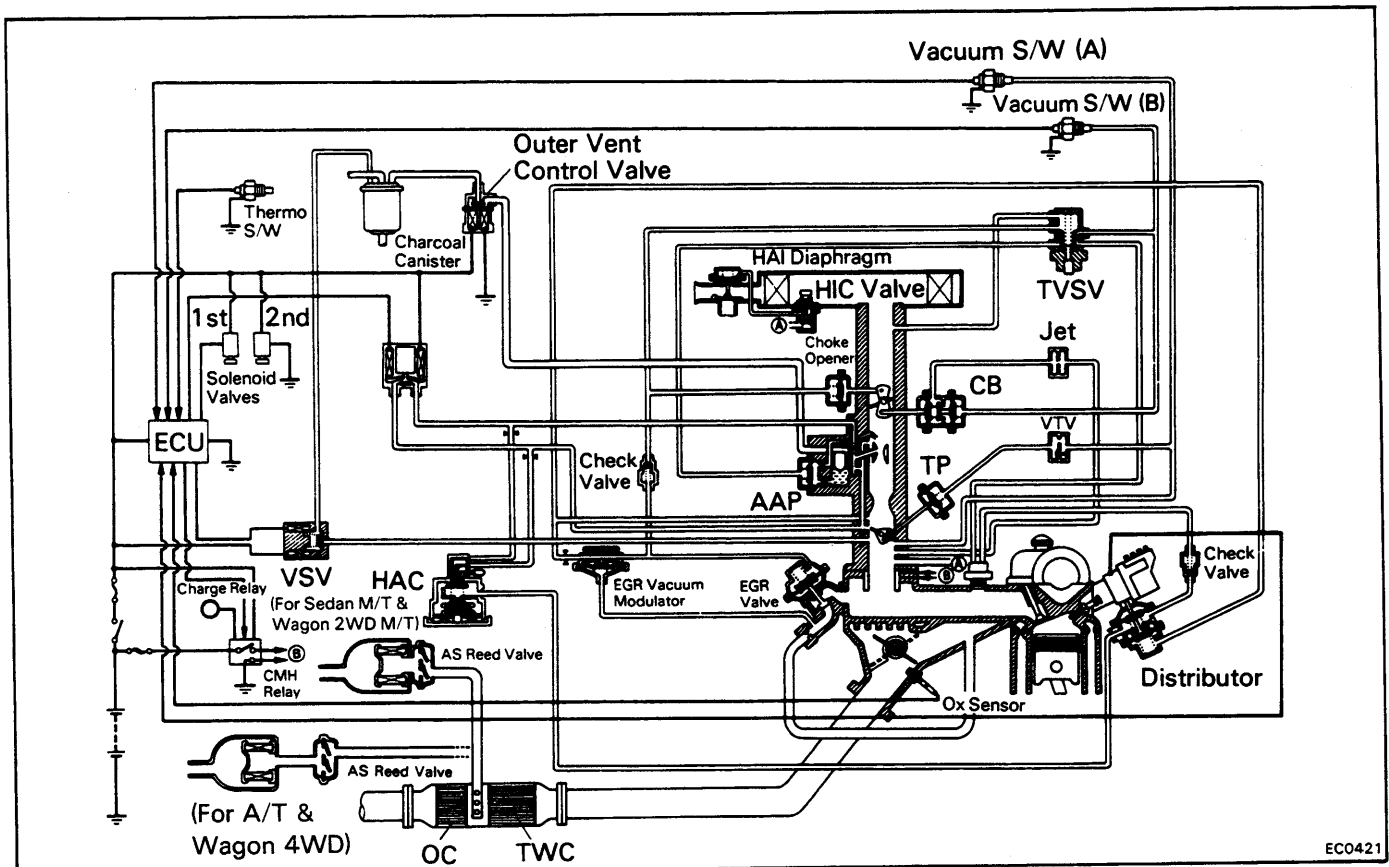 Vacuum S/W (A)
Vacuum S/W (B)
Outer Vent
Control Valve
Thermo
S/W
Charcoal
Canister
HAI Diaphragm
HIC Valve
TVSV
1st
2nd
A
Choke
Opener
Jet
Solenoid
Valves
CB
ECU
VTV
Check
Valve
TP
AAP
VSV
HAC
(For Sedan M/T &
Wagon 2WD M/T)
EGR Vacuum
Modulator
EGR
Valve
A
B
Check
Valve
Charge Relay
B
CMH
Relay
AS Reed Valve
Distributor
Ox Sensor
AS Reed Valve
(For A/T &
Wagon 4WD)
OC
TWC
EC0421